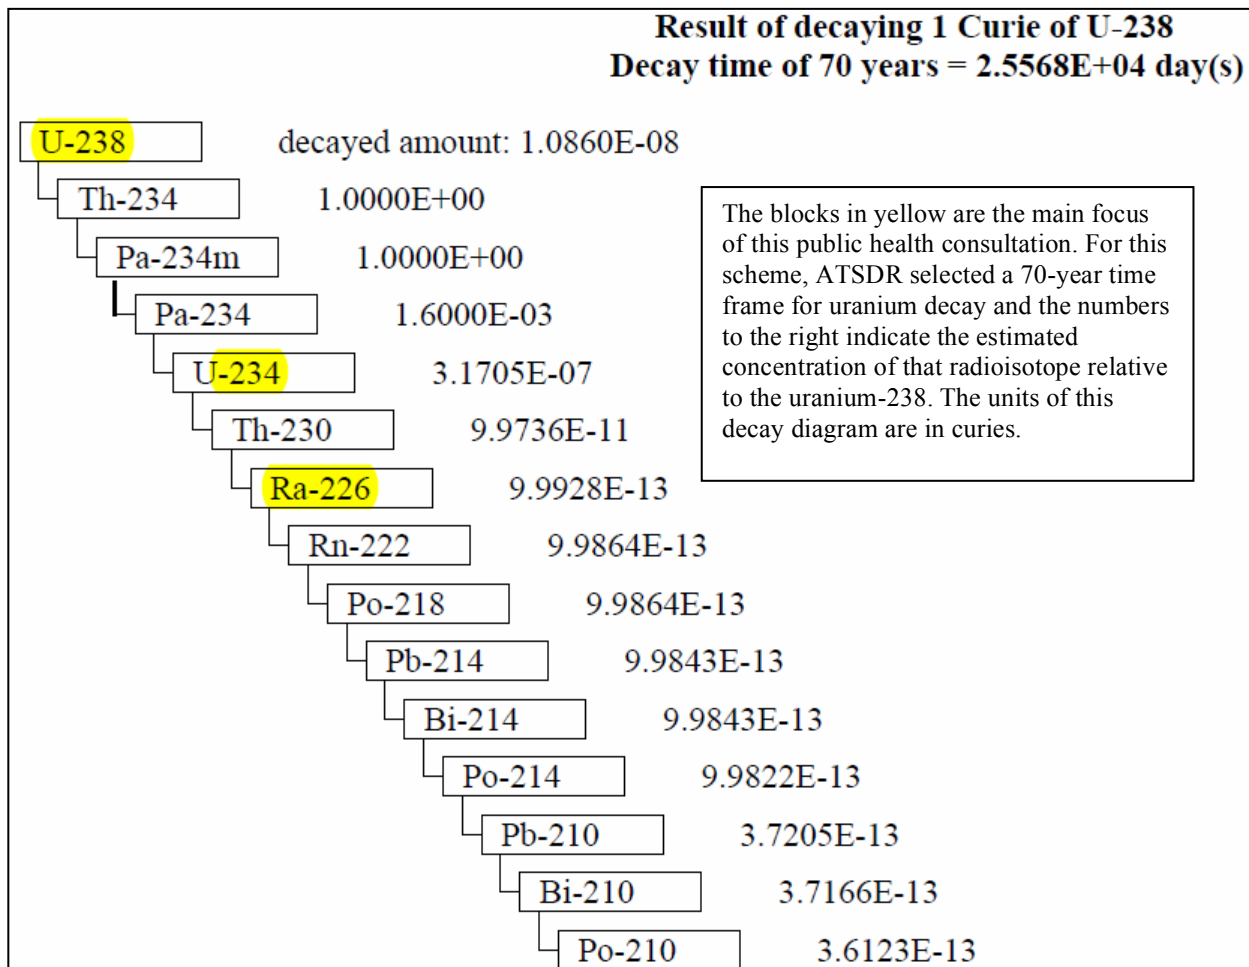 Result of decaying 1 Curie of U-238
Decay time of 70 years = 2.5568E+04 day(s)
U-238 decayed amount: 1.0860E-08
Th-234 1.0000E+00
Pa-234m 1.0000E+00
Pa-234 1.6000E-03
U-234 3.1705E-07
Th-230 9.9736E-11
Ra-226 9.9928E-13
Rn-222 9.9864E-13
Po-218 9.9864E-13
Pb-214 9.9843E-13
Bi-214 9.9843E-13
Po-214 9.9822E-13
Pb-210 3.7205E-13
Bi-210 3.7166E-13
Po-210 3.6123E-13
The blocks in yellow are the main focus
of this public health consultation. For this
scheme, ATSDR selected a 70-year time
frame for uranium decay and the numbers
to the right indicate the estimated
concentration of that radioisotope relative
to the uranium-238. The units of this
decay diagram are in curies.